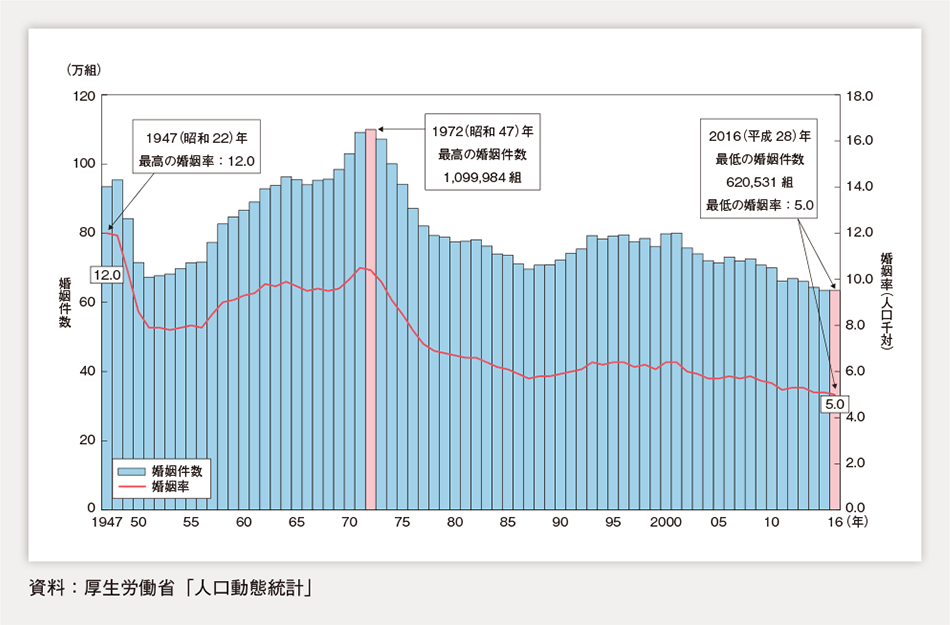 （万組）
120
100
80
60
40
20
0
婚姻件数
18.0
16.0
14.0
12.0
10.0
8.0
6.0
4.0
2.0
0.0
婚姻率（人口千対）
1947（昭和 22）年
最高の婚姻率：12.0
12.0
1972（昭和 47）年
最高の婚姻件数
1,099,984 組
2016（平成 28）年
最低の婚姻件数
620,531 組
最低の婚姻率：5.0
5.0
婚姻件数
婚姻率
1947 50 55 60 65 70 75 80 85 90 95 2000 05 10 16（年）
資料：厚生労働省「人口動態統計」